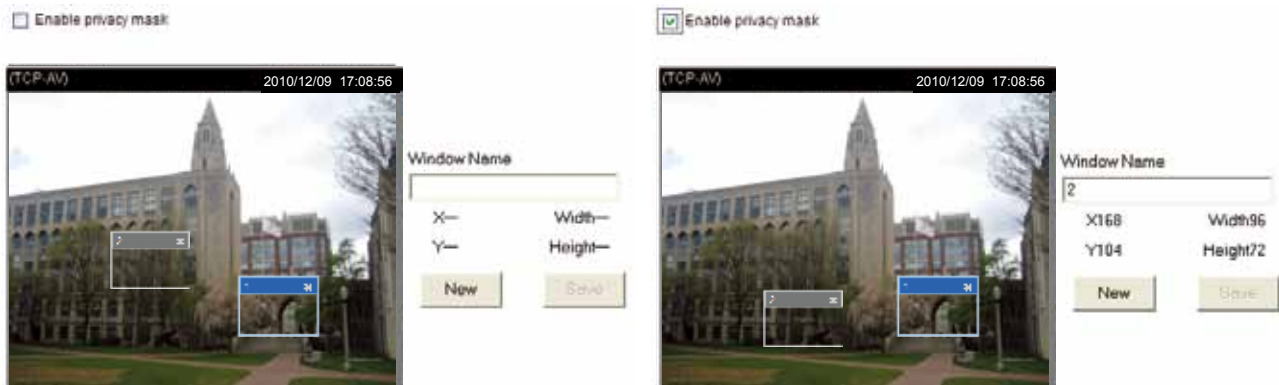 Enable privacy mask
(TCP-AV) 2010/12/09 17:08:56
Window Name
X— Width—
Y— Height—
New Save
Enable privacy mask
(TCP-AV) 2010/12/09 17:08:56
Window Name
2
X168 Width96
Y104 Height72
New Save